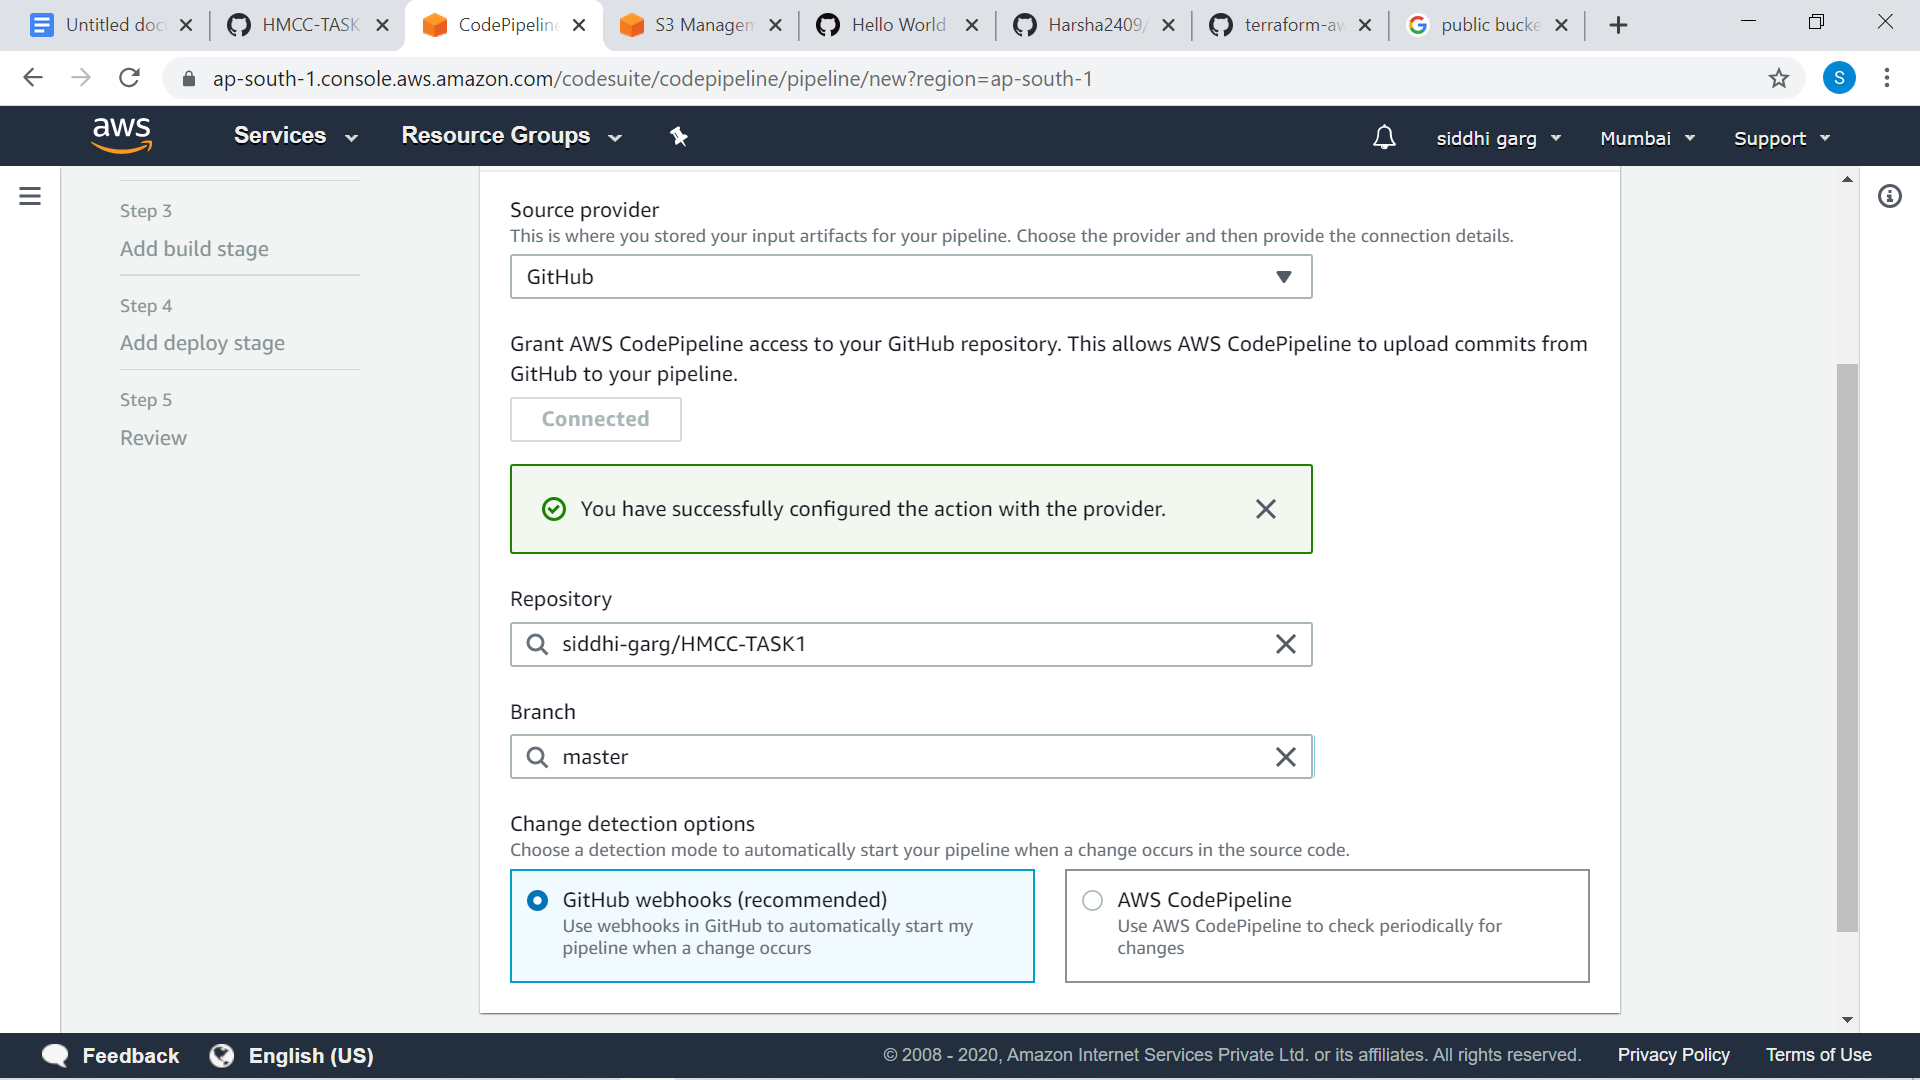 Untitled doc
HMCC-TASK
CodePipeline
S3 Managem
Hello World
Harsha2409/
terraform-aw
public bucke
ap-south-1.console.aws.amazon.com/codesuite/codepipeline/pipeline/new?region=ap-south-1
S
aws
Services
Resource Groups
siddhi garg
Mumbai
Support
Step 3
Add build stage
Step 4
Add deploy stage
Step 5
Review
Source provider
This is where you stored your input artifacts for your pipeline. Choose the provider and then provide the connection details.
GitHub
Grant AWS CodePipeline access to your GitHub repository. This allows AWS CodePipeline to upload commits from
GitHub to your pipeline.
Connected
You have successfully configured the action with the provider.
Repository
siddhi-garg/HMCC-TASK1
Branch
master
Change detection options
Choose a detection mode to automatically start your pipeline when a change occurs in the source code.
GitHub webhooks (recommended)
Use webhooks in GitHub to automatically start my
pipeline when a change occurs
AWS CodePipeline
Use AWS CodePipeline to check periodically for
changes
Feedback
English (US)
© 2008 - 2020, Amazon Internet Services Private Ltd. or its affiliates. All rights reserved.
Privacy Policy
Terms of Use